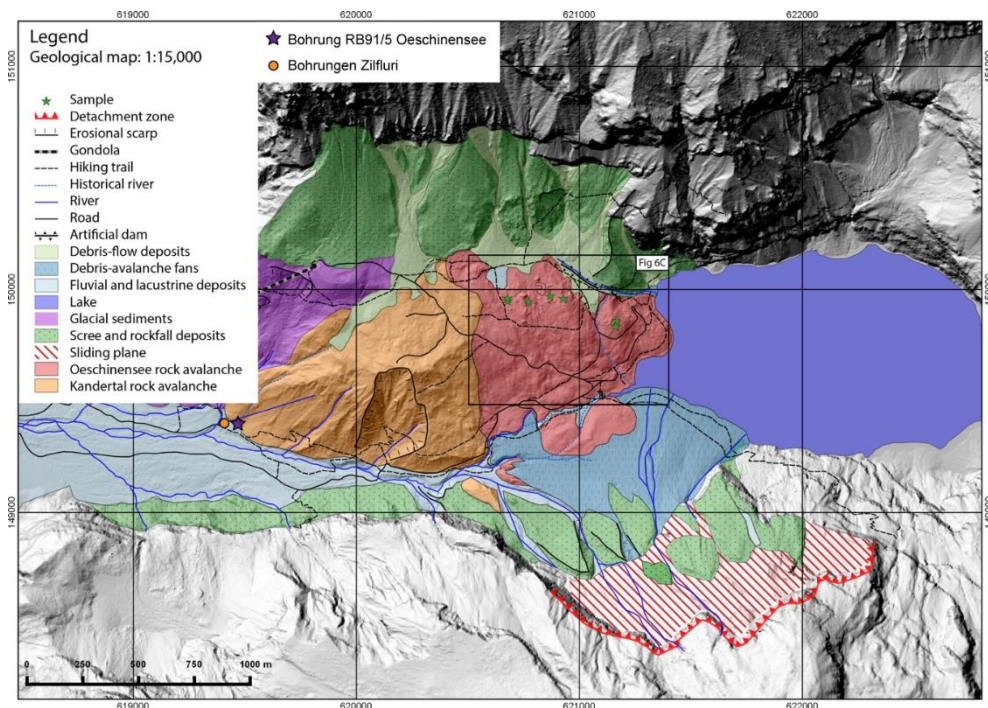 619000
620000
621000
622000
Legend
Geological map: 1:15,000
Bohrung RB91/5 Oeschinensee
Bohrungen Zilfluri
Sample
Detachment zone
Erosional scarp
Gondola
Hiking trail
Historical river
River
Road
Artificial dam
Debris-flow deposits
Debris-avalanche fans
Fluvial and lacustrine deposits
Lake
Glacial sediments
Scree and rockfall deposits
Sliding plane
Oeschinensee rock avalanche
Kandertal rock avalanche
151000
151000
Fig 6C
150000
150000
149000
149000
0 250 500 750 1000 m
619000
620000
621000
622000